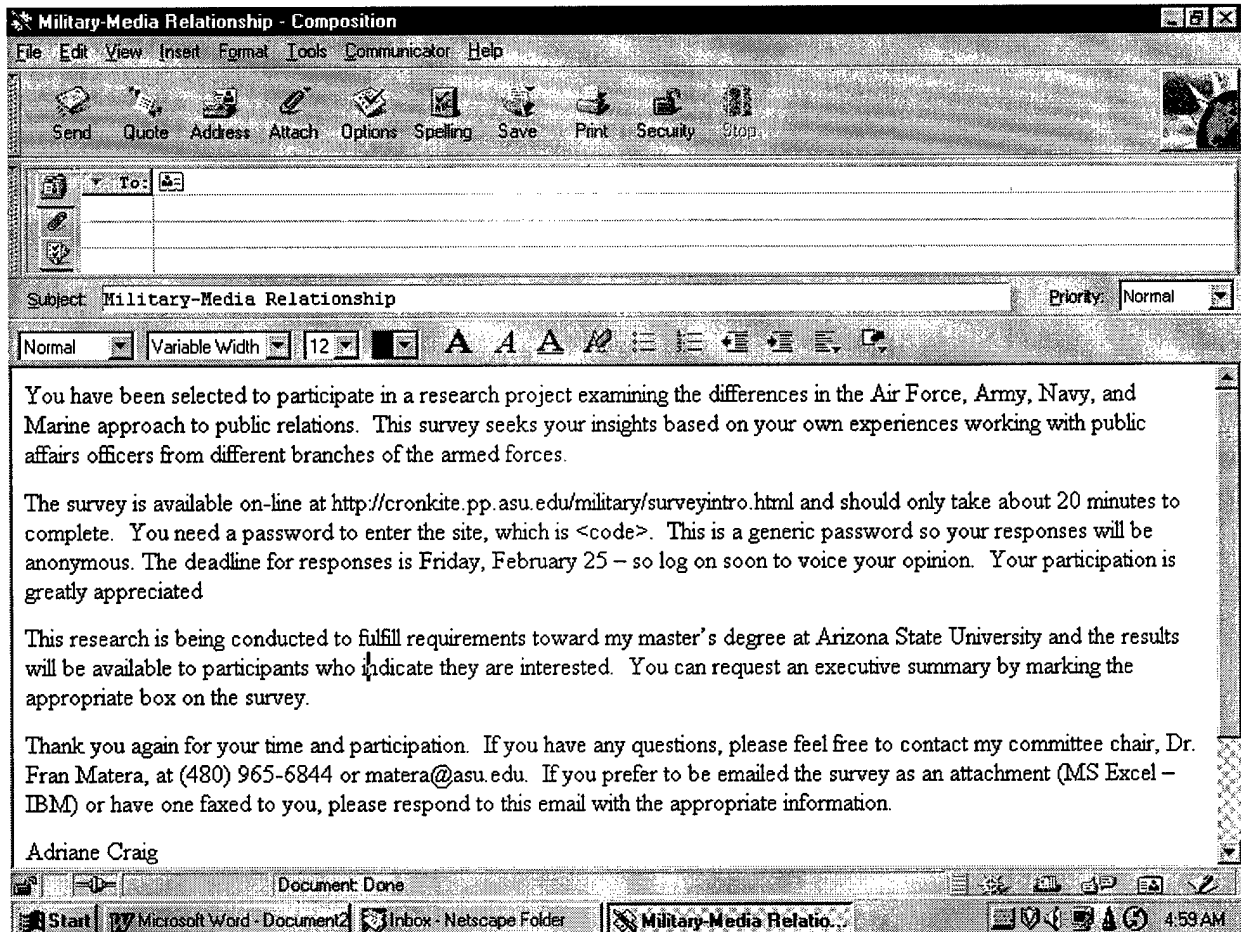 Military-Media Relationship - Composition
File Edit View Insert Format Tools Communicator Help
Send Quote Address Attach Options Spelling Save Print Security Stop
To:
Subject: Military-Media Relationship Priority: Normal
Normal Variable Width 12 A A A
You have been selected to participate in a research project examining the differences in the Air Force, Army, Navy, and
Marine approach to public relations. This survey seeks your insights based on your own experiences working with public
affairs officers from different branches of the armed forces.
The survey is available on-line at http://cronkite.pp.asu.edu/military/surveyintro.html and should only take about 20 minutes to
complete. You need a password to enter the site, which is <code>. This is a generic password so your responses will be
anonymous. The deadline for responses is Friday, February 25 – so log on soon to voice your opinion. Your participation is
greatly appreciated
This research is being conducted to fulfill requirements toward my master's degree at Arizona State University and the results
will be available to participants who indicate they are interested. You can request an executive summary by marking the
appropriate box on the survey.
Thank you again for your time and participation. If you have any questions, please feel free to contact my committee chair, Dr.
Fran Matera, at (480) 965-6844 or matera@asu.edu. If you prefer to be emailed the survey as an attachment (MS Excel –
IBM) or have one faxed to you, please respond to this email with the appropriate information.
Adriane Craig
Document: Done
Start Microsoft Word - Document2 Inbox - Netscape Folder Military-Media Relatio... 4:59 AM